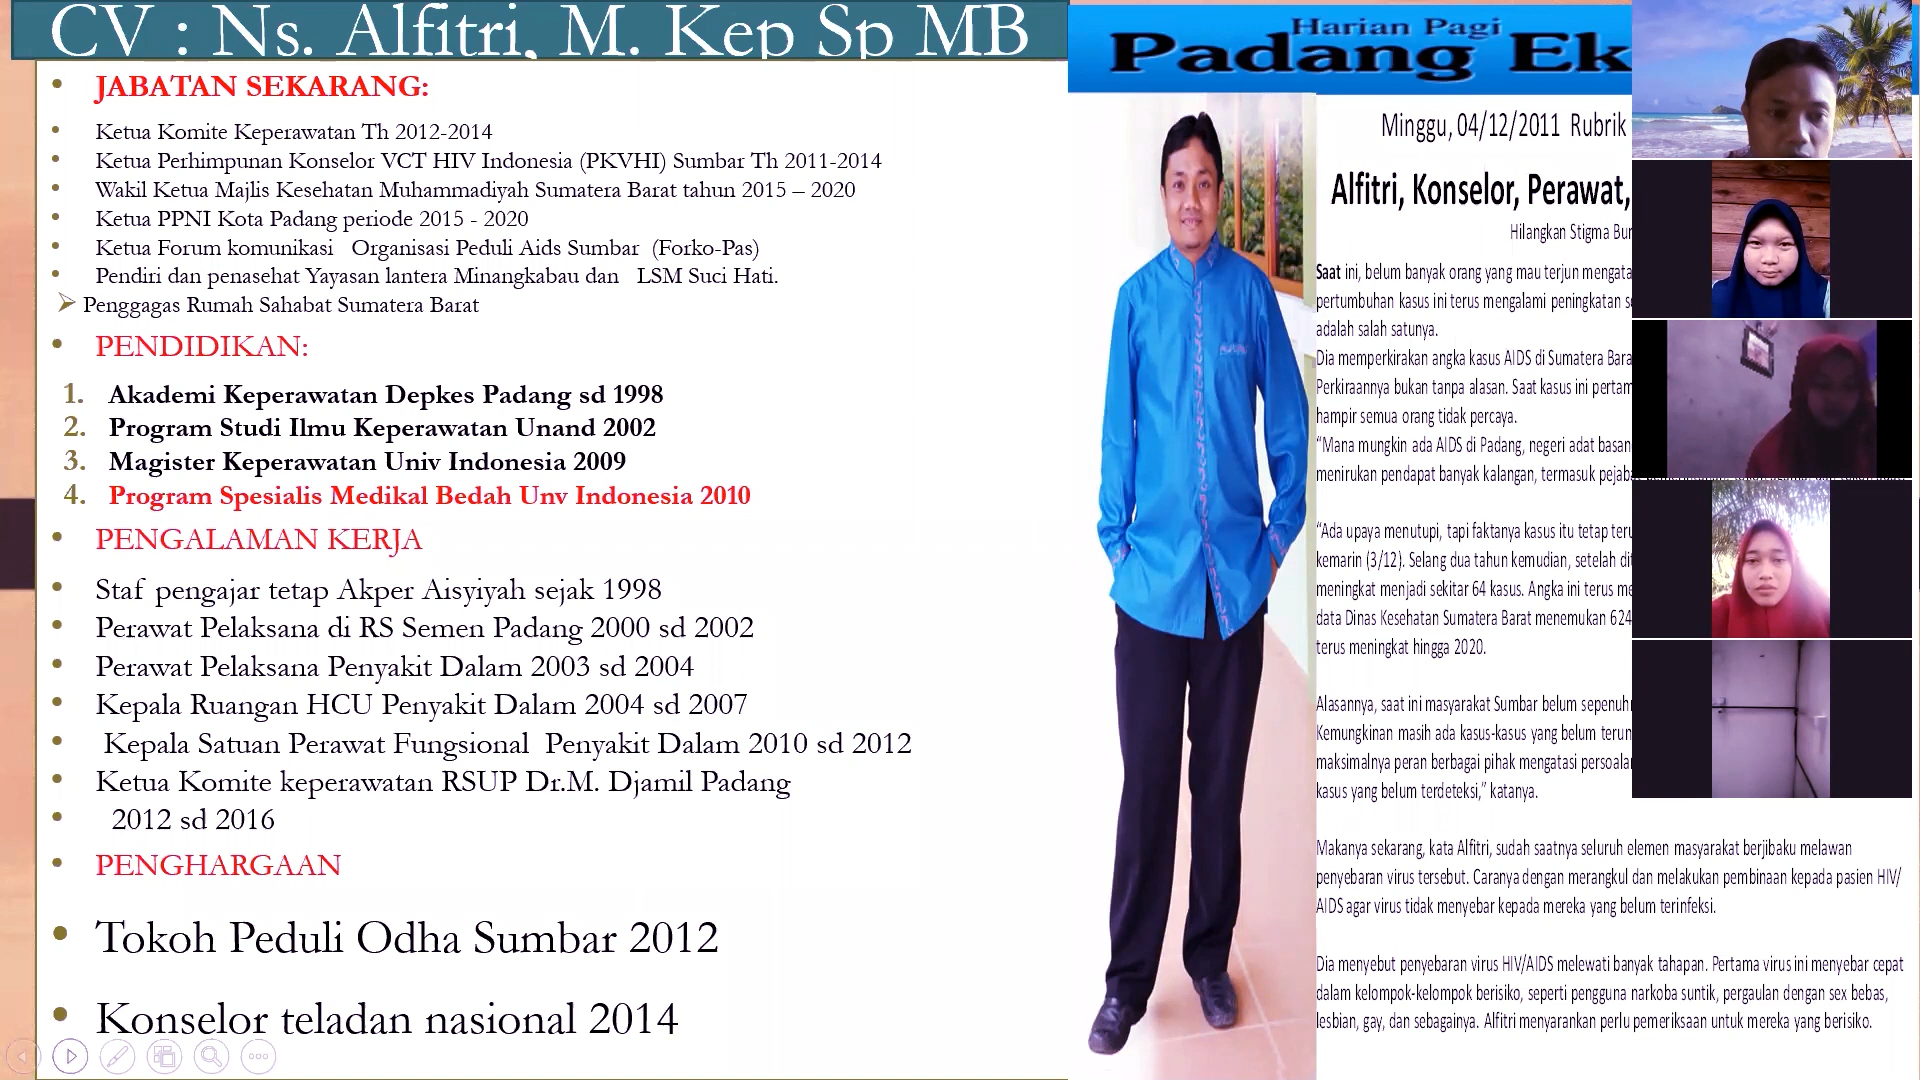 CV : Ns. Alfitri, M. Kep Sp MB
JABATAN SEKARANG:
Ketua Komite Keperawatan Th 2012-2014
Ketua Perhimpunan Konselor VCT HIV Indonesia (PKVHI) Sumbar Th 2011-2014
Wakil Ketua Majlis Kesehatan Muhammadiyah Sumatera Barat tahun 2015 – 2020
Ketua PPNI Kota Padang periode 2015 - 2020
Ketua Forum komunikasi Organisasi Peduli Aids Sumbar (Forko-Pas)
Pendiri dan penasehat Yayasan lantera Minangkabau dan LSM Suci Hati.
Penggagas Rumah Sahabat Sumatera Barat
PENDIDIKAN:
1. Akademi Keperawatan Depkes Padang sd 1998
2. Program Studi Ilmu Keperawatan Unand 2002
3. Magister Keperawatan Univ Indonesia 2009
4. Program Spesialis Medikal Bedah Unv Indonesia 2010
PENGALAMAN KERJA
Staf pengajar tetap Akper Aisyiyah sejak 1998
Perawat Pelaksana di RS Semen Padang 2000 sd 2002
Perawat Pelaksana Penyakit Dalam 2003 sd 2004
Kepala Ruangan HCU Penyakit Dalam 2004 sd 2007
Kepala Satuan Perawat Fungsional Penyakit Dalam 2010 sd 2012
Ketua Komite keperawatan RSUP Dr.M. Djamil Padang
2012 sd 2016
PENGHARGAAN
Tokoh Peduli Odha Sumbar 2012
Konselor teladan nasional 2014
Harian Pagi
Padang Ek
Minggu, 04/12/2011 Rubrik
Alfitri, Konselor, Perawat,
Hilangkan Stigma Bur
Saat ini, belum banyak orang yang mau terjun mengata
pertumbuhan kasus ini terus mengalami peningkatan s
adalah salah satunya.
Dia memperkirakan angka kasus AIDS di Sumatera Bara
Perkiraannya bukan tanpa alasan. Saat kasus ini pertam
hampir semua orang tidak percaya.
“Mana mungkin ada AIDS di Padang, negeri adat basan
menirukan pendapat banyak kalangan, termasuk pejab
“Ada upaya menutupi, tapi faktanya kasus itu tetap teru
kemarin (3/12). Selang dua tahun kemudian, setelah dit
meningkat menjadi sekitar 64 kasus. Angka ini terus me
data Dinas Kesehatan Sumatera Barat menemukan 624
terus meningkat hingga 2020.
Alasannya, saat ini masyarakat Sumbar belum sepenuhn
Kemungkinan masih ada kasus-kasus yang belum terun
maksimalnya peran berbagai pihak mengatasi persoalan
kasus yang belum terdeteksi,” katanya.
Makanya sekarang, kata Alfitri, sudah saatnya seluruh elemen masyarakat berjibaku melawan
penyebaran virus tersebut. Caranya dengan merangkul dan melakukan pembinaan kepada pasien HIV/
AIDS agar virus tidak menyebar kepada mereka yang belum terinfeksi.
Dia menyebut penyebaran virus HIV/AIDS melewati banyak tahapan. Pertama virus ini menyebar cepat
dalam kelompok-kelompok berisiko, seperti pengguna narkoba suntik, pergaulan dengan sex bebas,
lesbian, gay, dan sebagainya. Alfitri menyarankan perlu pemeriksaan untuk mereka yang berisiko.